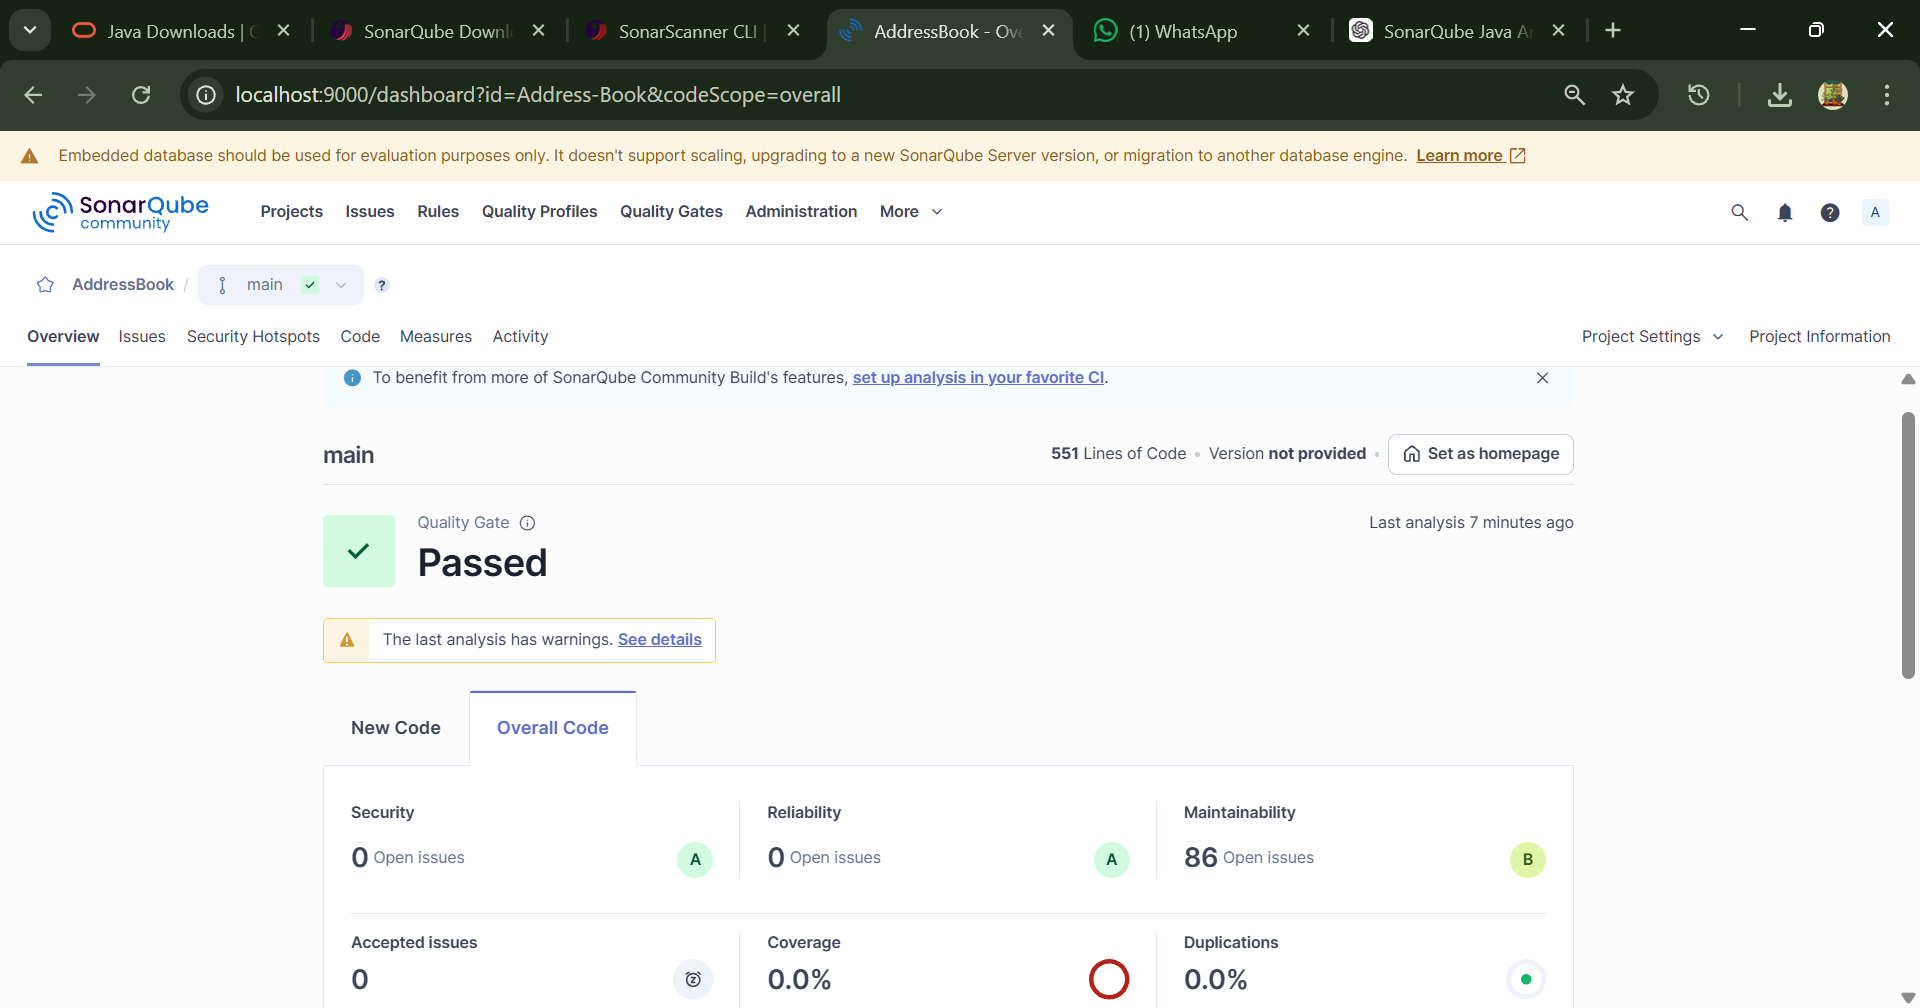 Java Downloads |
SonarQube Downl
SonarScanner CLI |
AddressBook - Ove
(1) WhatsApp
SonarQube Java A
localhost:9000/dashboard?id=Address-Book&codeScope=overall
Embedded database should be used for evaluation purposes only. It doesn't support scaling, upgrading to a new SonarQube Server version, or migration to another database engine. Learn more
SonarQube
community
Projects
Issues
Rules
Quality Profiles
Quality Gates
Administration
More
?
A
AddressBook /
main
?
Overview
Issues
Security Hotspots
Code
Measures
Activity
Project Settings
Project Information
To benefit from more of SonarQube Community Build's features, set up analysis in your favorite CI.
main
551 Lines of Code • Version not provided •
Set as homepage
Quality Gate
Last analysis 7 minutes ago
Passed
The last analysis has warnings. See details
New Code
Overall Code
Security
Reliability
Maintainability
0 Open issues
A
0 Open issues
A
86 Open issues
B
Accepted issues
Coverage
Duplications
0
0.0%
0.0%